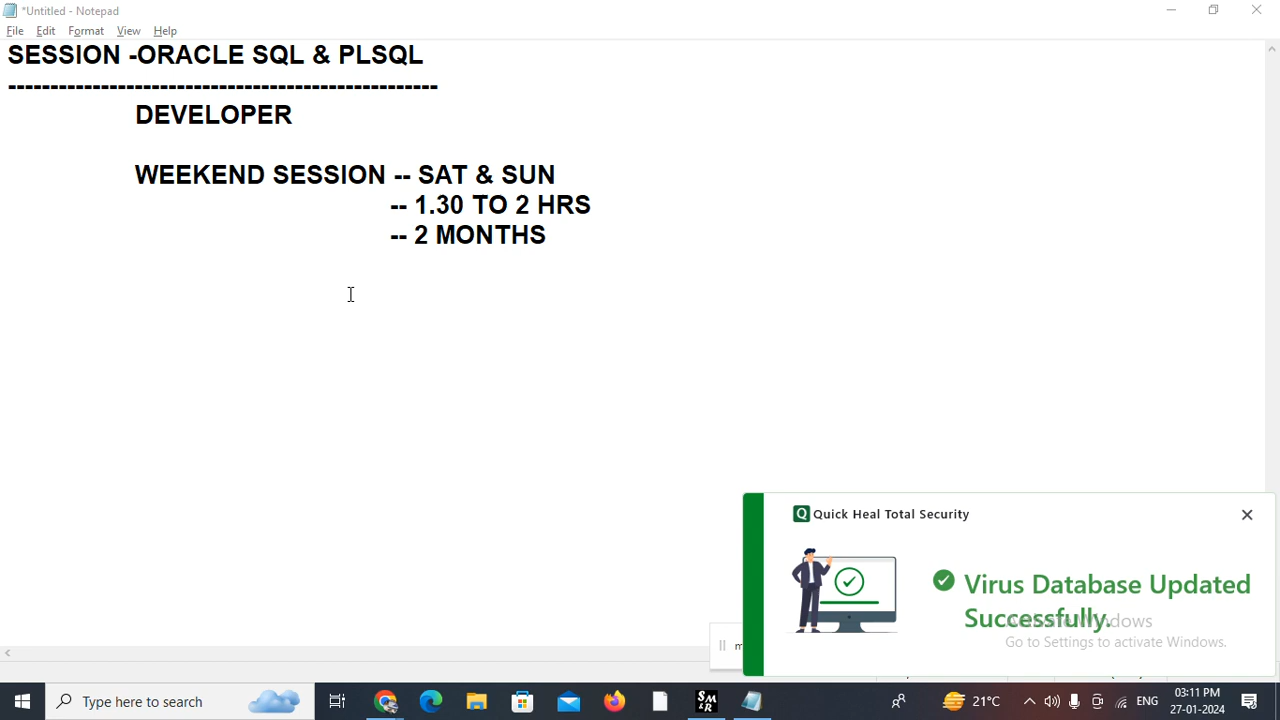 *Untitled - Notepad
File Edit Format View Help
SESSION -ORACLE SQL & PLSQL
---------------------------------------------------
DEVELOPER
WEEKEND SESSION -- SAT & SUN
-- 1.30 TO 2 HRS
-- 2 MONTHS
Quick Heal Total Security
Virus Database Updated
Successfully.
Go to Settings to activate Windows.
Type here to search
21°C
ENG
03:11 PM
27-01-2024